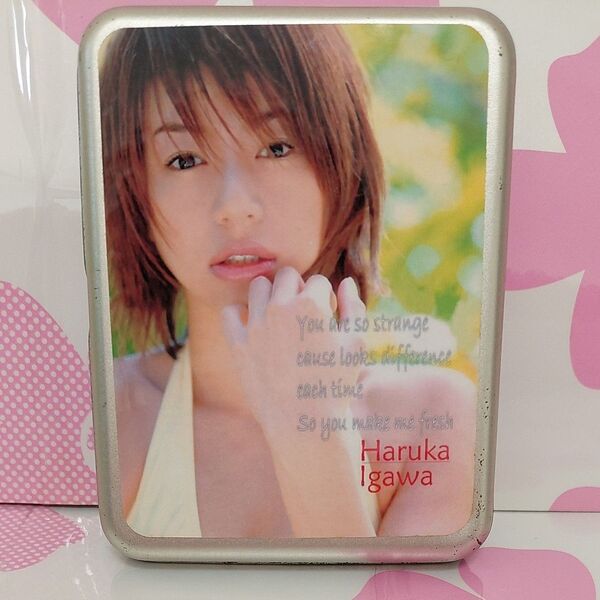 You are so strange
cause looks difference
each time
So you make me fresh
Haruka
Igawa